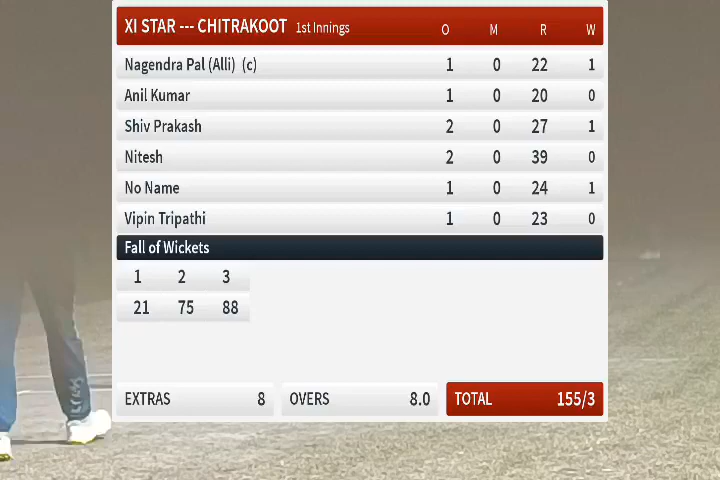 XI STAR --- CHITRAKOOT 1st Innings O M R W
Nagendra Pal (Alli) (c) 1 0 22 1
Anil Kumar 1 0 20 0
Shiv Prakash 2 0 27 1
Nitesh 2 0 39 0
No Name 1 0 24 1
Vipin Tripathi 1 0 23 0
Fall of Wickets
1 2 3
21 75 88
EXTRAS 8 OVERS 8.0 TOTAL 155/3